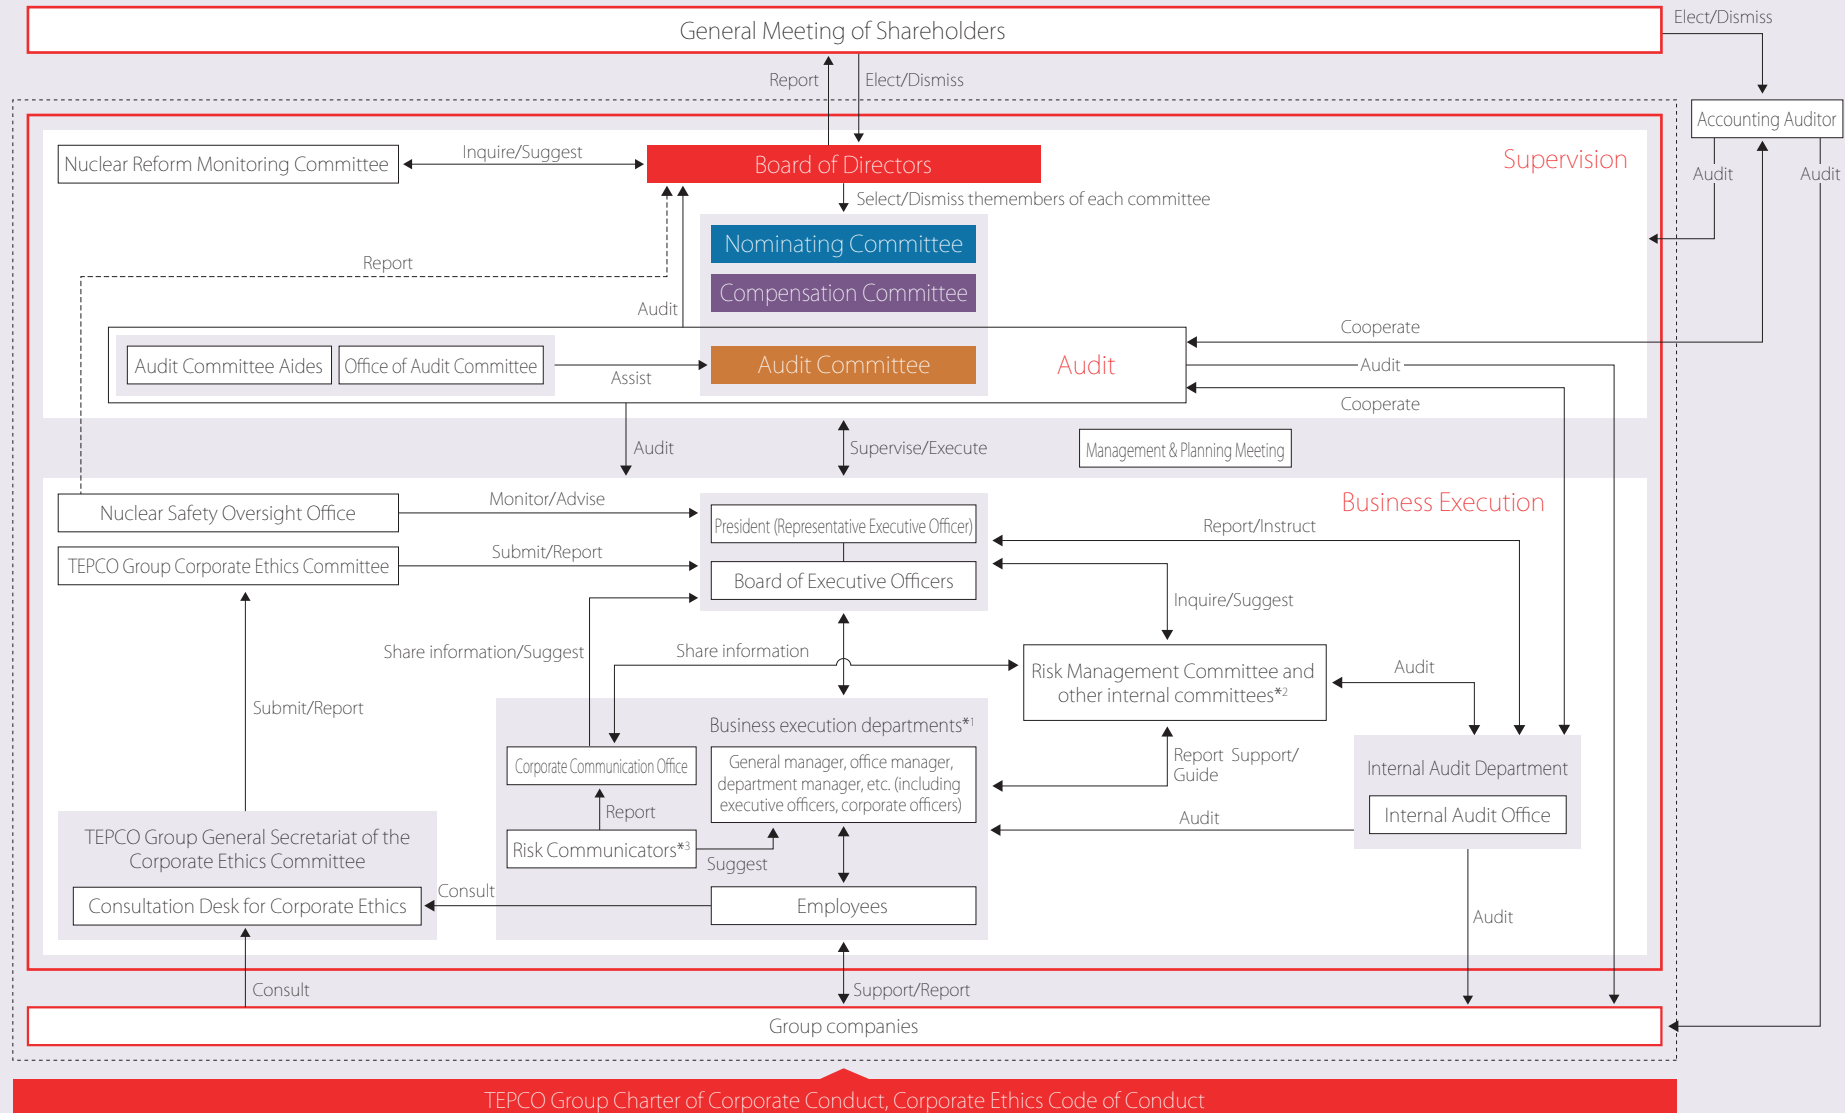 General Meeting of Shareholders
Elect/Dismiss
Report
Elect/Dismiss
Accounting Auditor
Nuclear Reform Monitoring Committee
Inquire/Suggest
Board of Directors
Supervision
Audit
Audit
Select/Dismiss themembers of each committee
Nominating Committee
Report
Compensation Committee
Audit
Cooperate
Audit Committee Aides
Office of Audit Committee
Assist
Audit Committee
Audit
Audit
Cooperate
Audit
Supervise/Execute
Management & Planning Meeting
Nuclear Safety Oversight Office
Monitor/Advise
Business Execution
President (Representative Executive Officer)
Report/Instruct
TEPCO Group Corporate Ethics Committee
Submit/Report
Board of Executive Officers
Inquire/Suggest
Share information/Suggest
Share information
Risk Management Committee and
other internal committees*2
Audit
Submit/Report
Business execution departments*1
Corporate Communication Office
General manager, office manager,
department manager, etc. (including
executive officers, corporate officers)
Report Support/
Guide
Internal Audit Department
Internal Audit Office
Report
Audit
Risk Communicators*3
Suggest
TEPCO Group General Secretariat of the
Corporate Ethics Committee
Consultation Desk for Corporate Ethics
Consult
Employees
Audit
Consult
Support/Report
Group companies
TEPCO Group Charter of Corporate Conduct, Corporate Ethics Code of Conduct